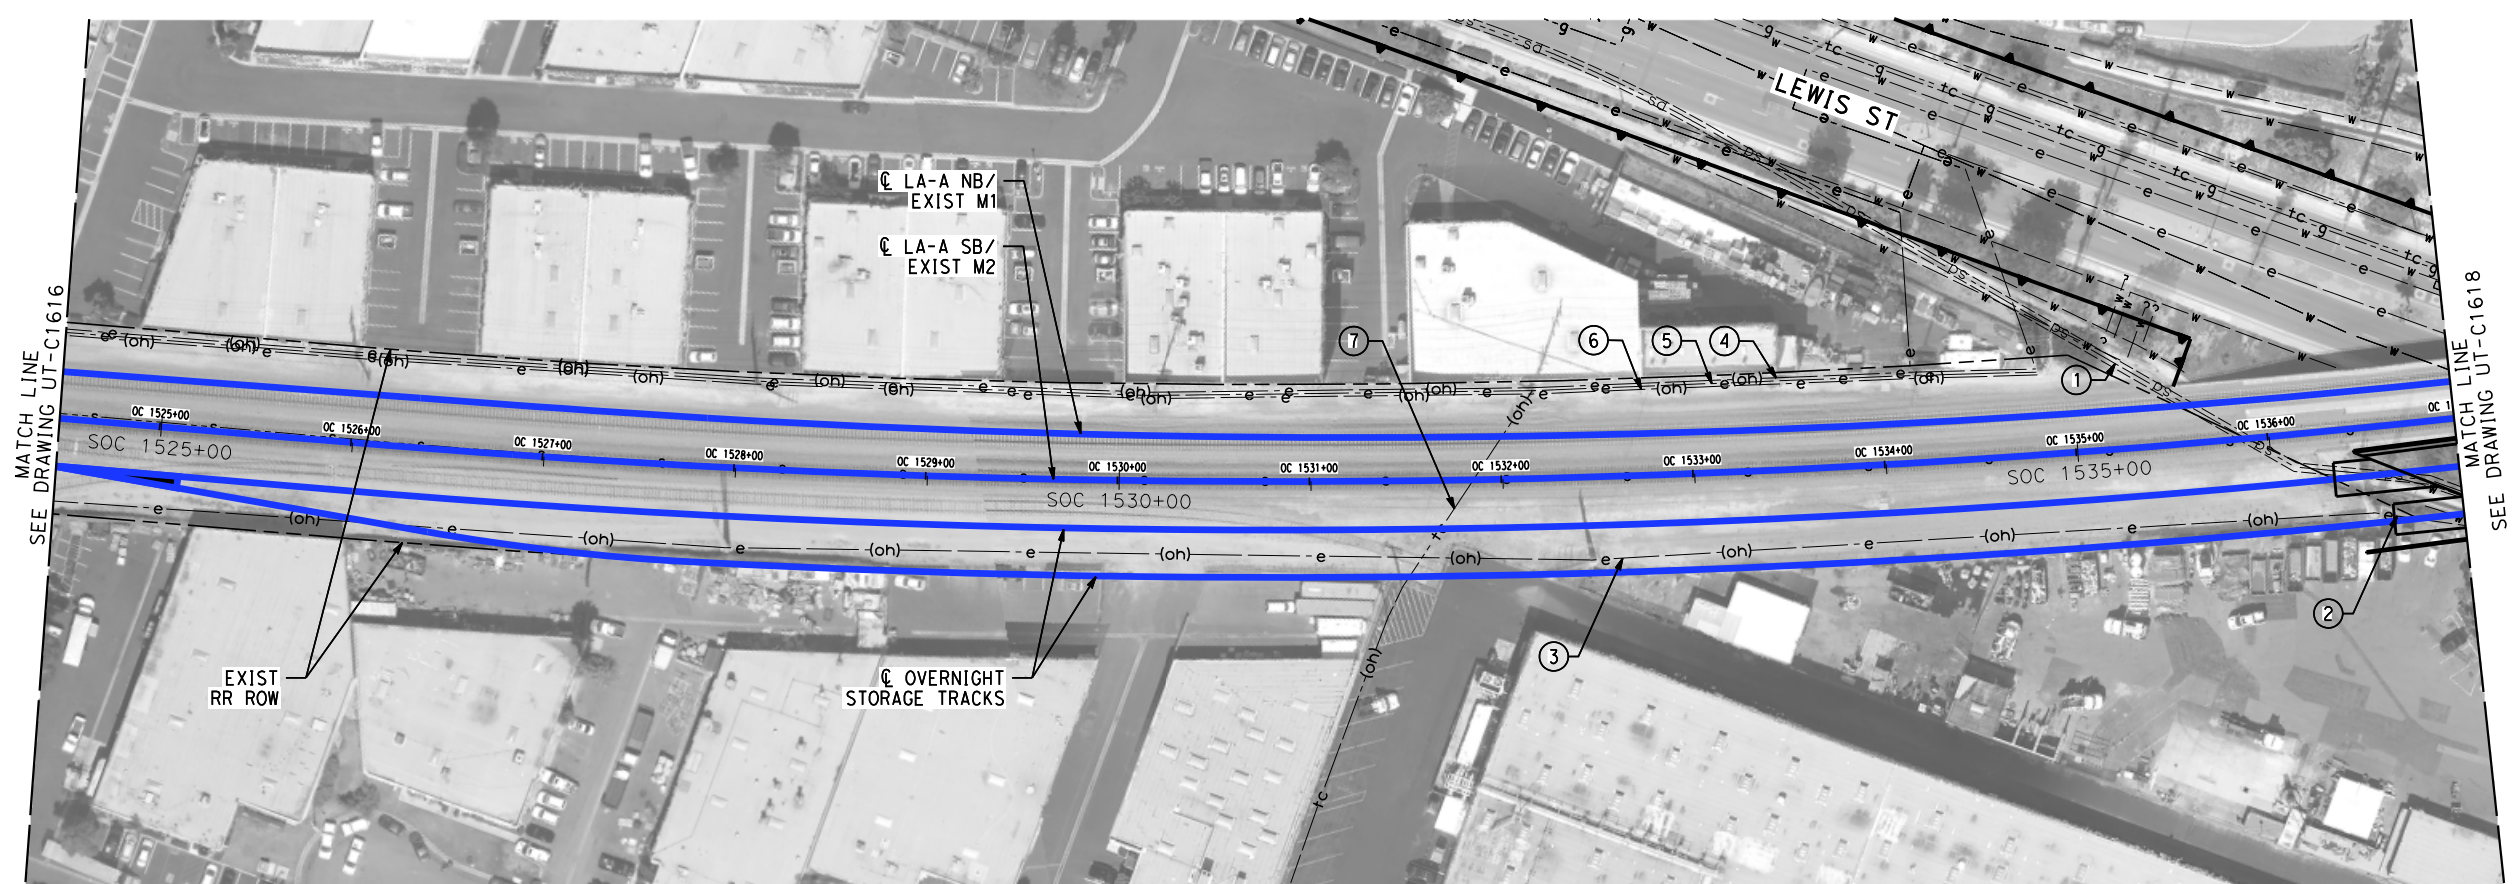 LEWIS ST
℄ LA-A NB/
EXIST M1
℄ LA-A SB/
EXIST M2
MATCH LINE
SEE DRAWING UT-C1616
MATCH LINE
SEE DRAWING UT-C1618
7
6
5
4
1
OC 1525+00
OC 1526+00
OC 1527+00
OC 1528+00
OC 1529+00
OC 1530+00
OC 1531+00
OC 1532+00
OC 1533+00
OC 1534+00
OC 1535+00
OC 1536+00
OC 1
SOC 1525+00
SOC 1530+00
SOC 1535+00
2
3
EXIST
RR ROW
℄ OVERNIGHT
STORAGE TRACKS